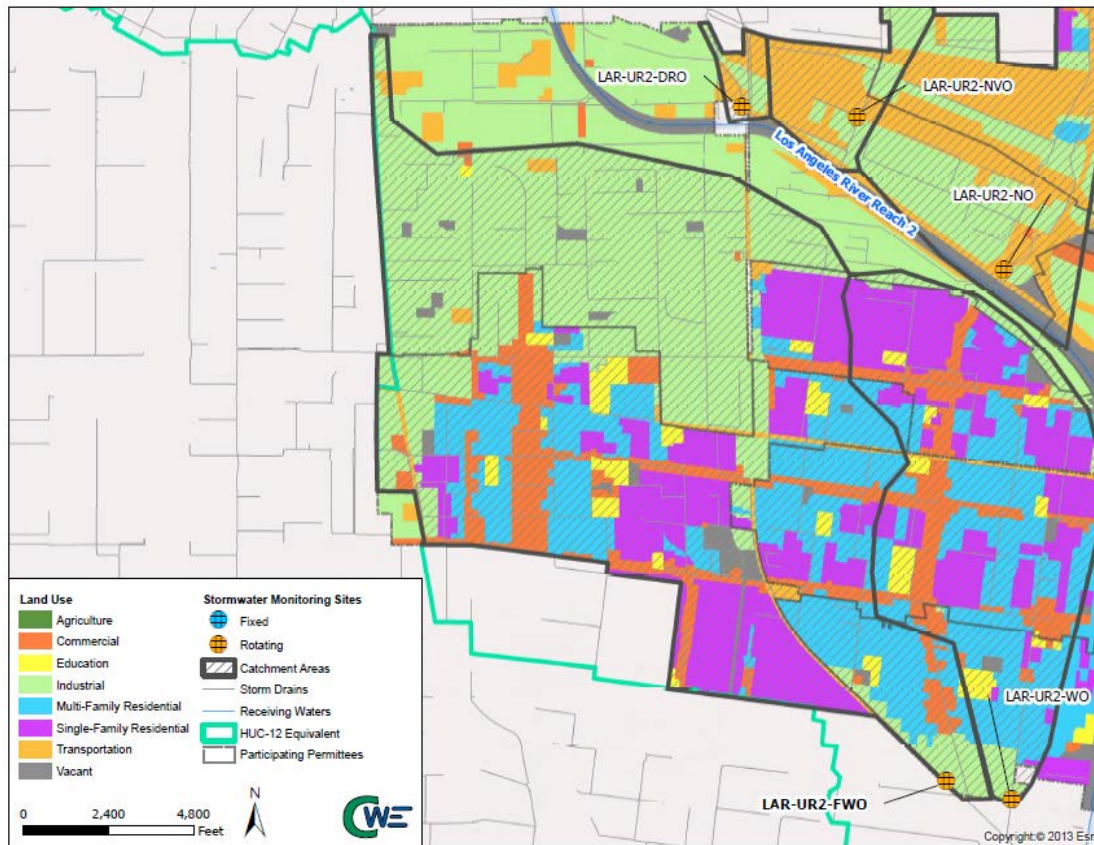 LAR-UR2-DRO
LAR-UR2-NVO
Los Angeles River Reach 2
LAR-UR2-NO
LAR-UR2-WO
LAR-UR2-FWO
Land Use
Agriculture
Commercial
Education
Industrial
Multi-Family Residential
Single-Family Residential
Transportation
Vacant
Stormwater Monitoring Sites
Fixed
Rotating
Catchment Areas
Storm Drains
Receiving Waters
HUC-12 Equivalent
Participating Permittees
0 2,400 4,800
Feet
N
CWE
Copyright:© 2013 Esr